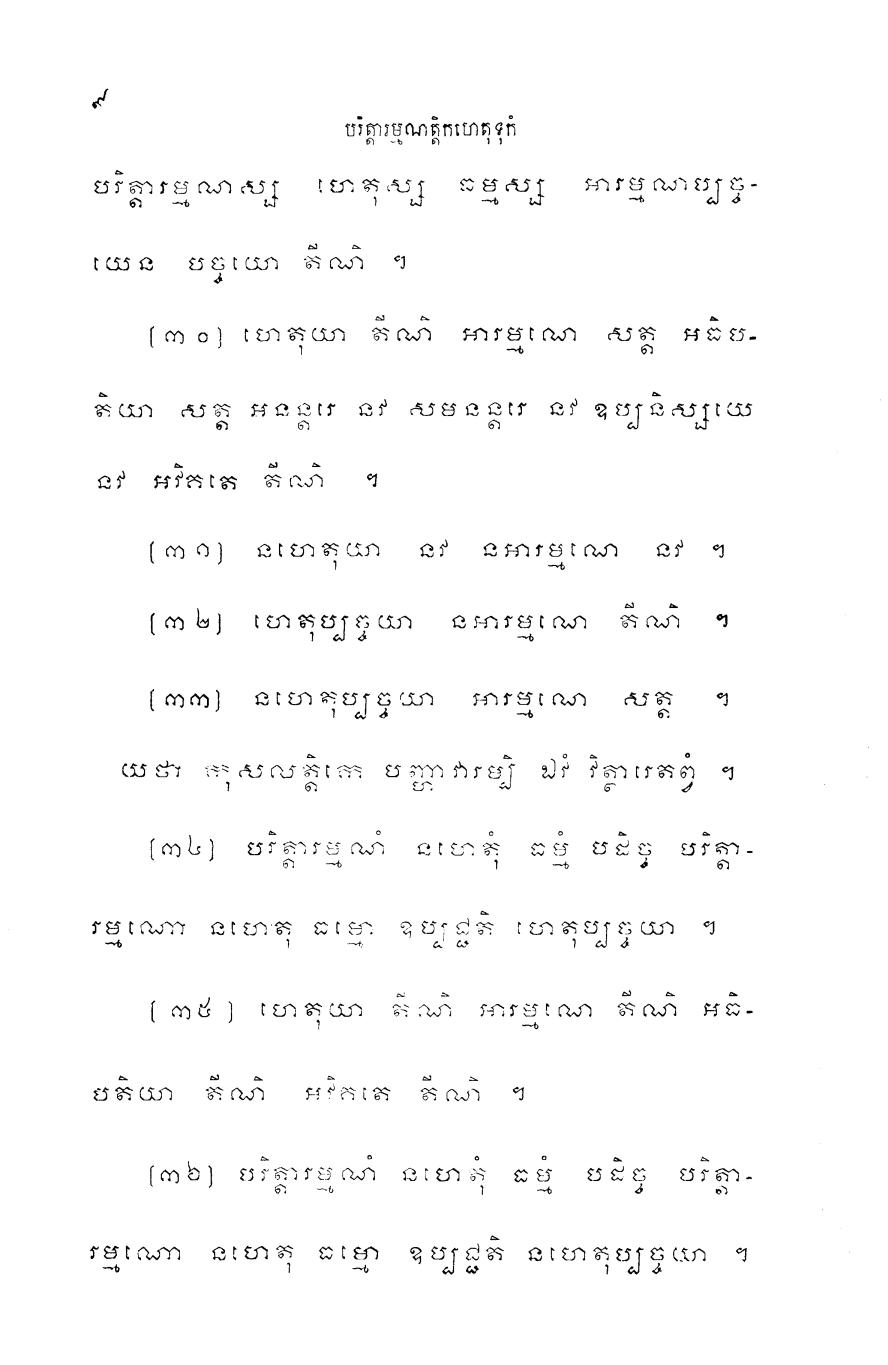 ៩
បរិត្តារម្មណត្តិកហេតុទុកំ
បរិត្តារម្មណស្ស ហេតុស្ស ធម្មស្ស អារម្មណប្បច្ច-
យេន បច្ចយោ តីណិ ។
(៣០) ហេតុយា តីណិ អារម្មណេ សត្ត អធិប-
តិយា សត្ត អនន្តរេ នវ សមនន្តរេ នវ ឧប្បនិស្សយេ
នវ អវិកតេ តីណិ ។
(៣១) នហេតុយា នវ នអារម្មណេ នវ ។
(៣២) ហេតុប្បច្ចយា នអារម្មណេ តីណិ ។
(៣៣) នហេតុប្បច្ចយា អារម្មណេ សត្ត ។
យថា កុសលត្តិកេ បញ្ហាវារម្បិ ឯវំ វិត្ថារេតព្វំ ។
(៣៤) បរិត្តារម្មណំ នហេតុំ ធម្មំ បដិច្ច បរិត្តា-
រម្មណោ នហេតុ ធម្មោ ឧប្បជ្ជតិ ហេតុប្បច្ចយា ។
(៣៥) ហេតុយា តីណិ អារម្មណេ តីណិ អធិ-
បតិយា តីណិ អវិកតេ តីណិ ។
(៣៦) បរិត្តារម្មណំ នហេតុំ ធម្មំ បដិច្ច បរិត្តា-
រម្មណោ នហេតុ ធម្មោ ឧប្បជ្ជតិ នហេតុប្បច្ចយា ។